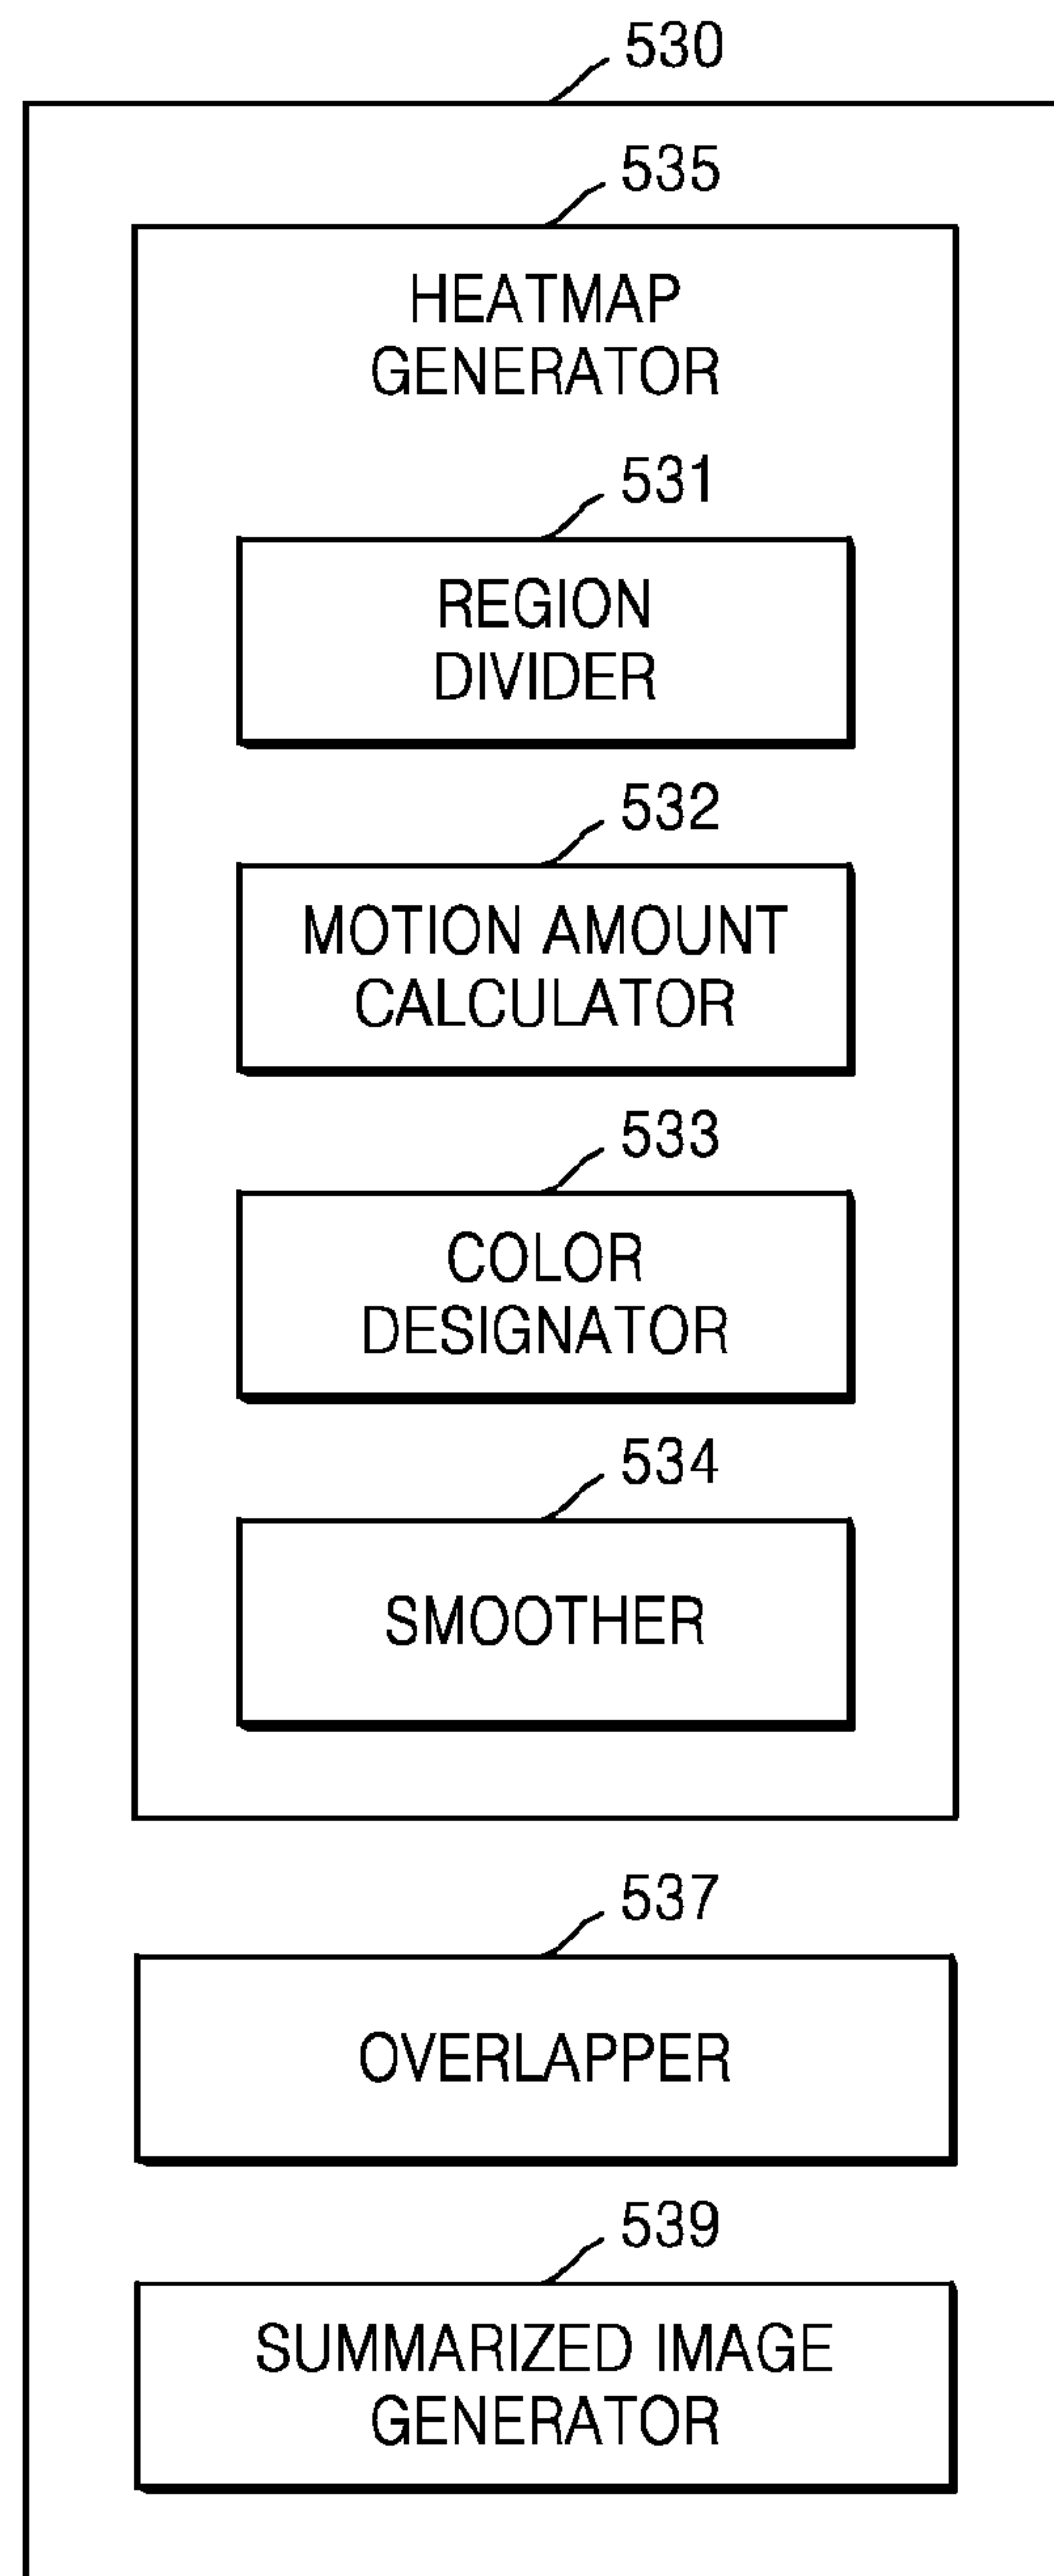 530
535
HEATMAP
GENERATOR
531
REGION
DIVIDER
532
MOTION AMOUNT
CALCULATOR
533
COLOR
DESIGNATOR
534
SMOOTHER
537
OVERLAPPER
539
SUMMARIZED IMAGE
GENERATOR